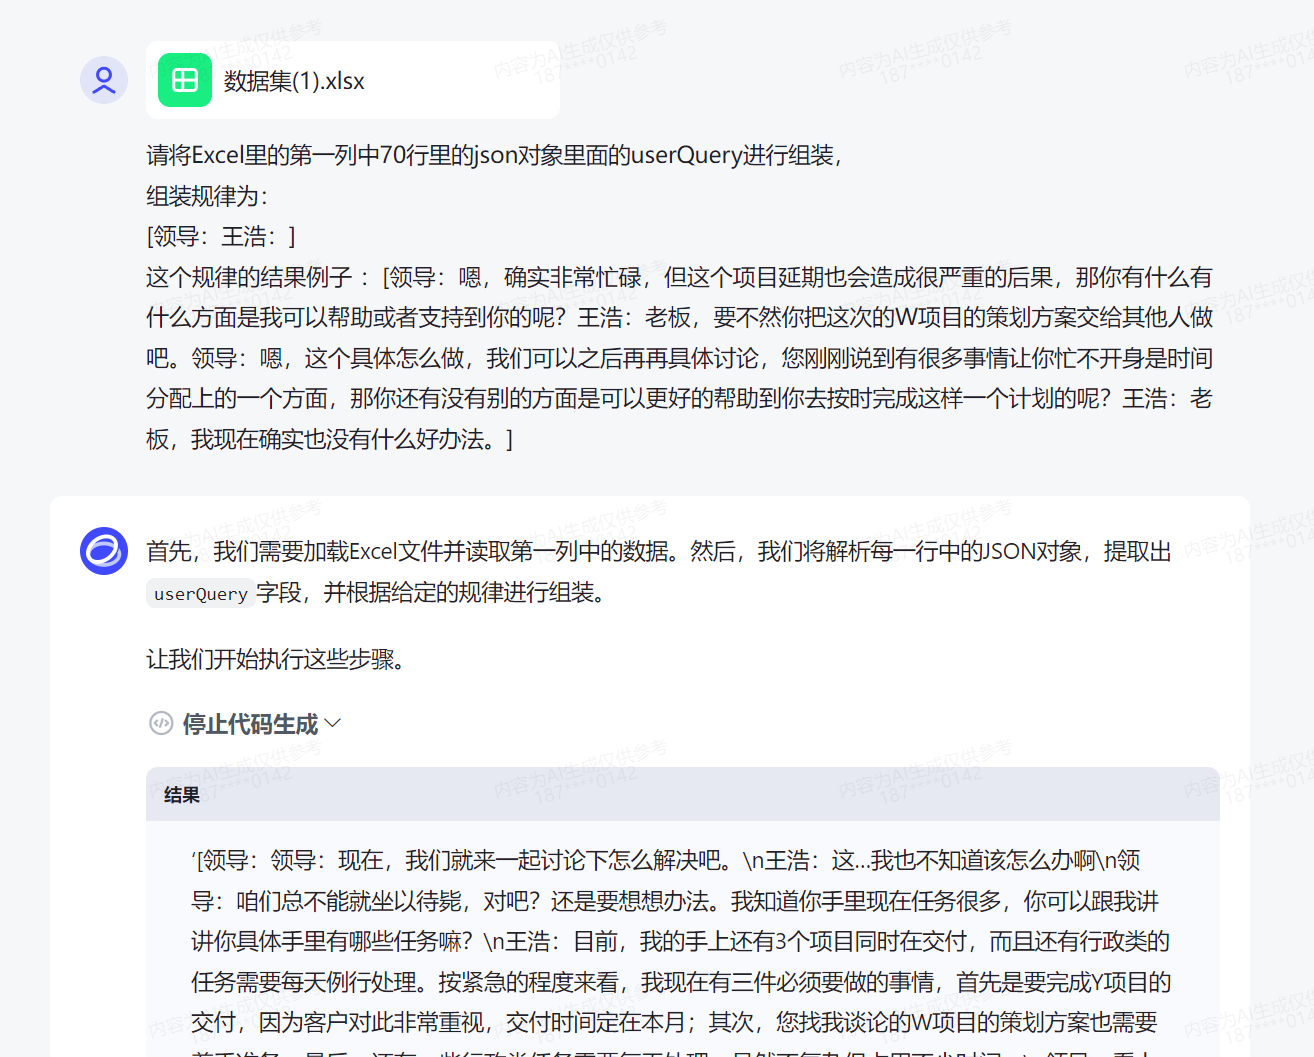 数据集(1).xlsx
请将Excel里的第一列中70行里的json对象里面的userQuery进行组装，
组装规律为：
[领导：王浩：]
这个规律的结果例子 ：[领导：嗯，确实非常忙碌，但这个项目延期也会造成很严重的后果，那你有什么有
什么方面是我可以帮助或者支持到你的呢？王浩：老板，要不然你把这次的W项目的策划方案交给其他人做
吧。领导：嗯，这个具体怎么做，我们可以之后再再具体讨论，您刚刚说到有很多事情让你忙不开身是时间
分配上的一个方面，那你还有没有别的方面是可以更好的帮助到你去按时完成这样一个计划的呢？王浩：老
板，我现在确实也没有什么好办法。]
首先，我们需要加载Excel文件并读取第一列中的数据。然后，我们将解析每一行中的JSON对象，提取出
userQuery字段，并根据给定的规律进行组装。
让我们开始执行这些步骤。
停止代码生成
结果
'[领导：领导：现在，我们就来一起讨论下怎么解决吧。\n王浩：这...我也不知道该怎么办啊\n领
导：咱们总不能就坐以待毙，对吧？还是要想想办法。我知道你手里现在任务很多，你可以跟我讲
讲你具体手里有哪些任务嘛？\n王浩：目前，我的手上还有3个项目同时在交付，而且还有行政类的
任务需要每天例行处理。按紧急的程度来看，我现在有三件必须要做的事情，首先是要完成Y项目的
交付，因为客户对此非常重视，交付时间定在本月；其次，您找我谈论的W项目的策划方案也需要
内容为AI生成仅供参考
187****0142